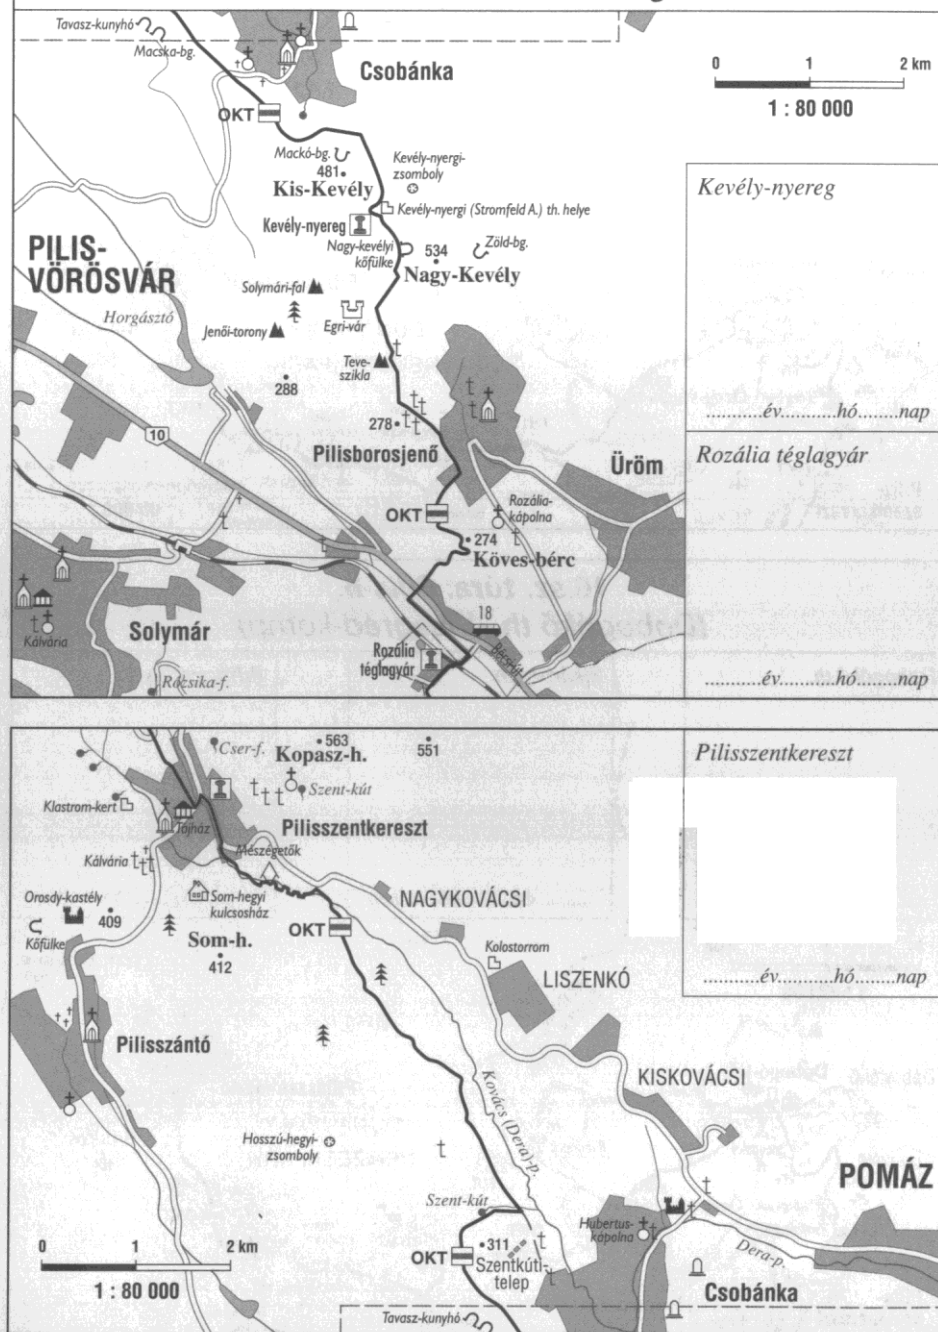 Tavasz-kunyhó
Macska-bg.
Csobánka
0 1 2 km
1 : 80 000
OKT
Mackó-bg.
481
Kis-Kevély
Kevély-nyergi-
zsomboly
Kevély-nyergi (Stromfeld A.) th. helye
Kevély-nyereg
Kevély-nyereg
PILIS-
VÖRÖSVÁR
Nagy-kevélyi
kőfülke
534
Zöld-bg.
Nagy-Kevély
Solymári-fal
Horgásztó
Jenői-torony
Egri-vár
Teve-
szikla
288
..........év.........hó........nap
10
278
Pilisborosjenő
Üröm
Rozália téglagyár
OKT
Rozália-
kápolna
274
Köves-bérc
18
Solymár
Kálvária
Rozália
téglagyár
Rácsika-f.
..........év.........hó........nap
Cser-f.
563
Kopasz-h.
551
Pilisszentkereszt
Szent-kút
Klastrom-kert
Tájház
Pilisszentkereszt
Mészégetők
Kálvária
Orosdy-kastély
409
Som-hegyi
kulcsosház
NAGYKOVÁCSI
OKT
Kőfülke
Som-h.
412
Kolostorrom
LISZENKÓ
..........év.........hó........nap
Pilisszántó
KISKOVÁCSI
Kovács (Dera)-p.
Hosszú-hegyi-
zsomboly
POMÁZ
Szent-kút
Hubertus-
kápolna
0 1 2 km
1 : 80 000
OKT
311
Szentkúti-
telep
Dera-p.
Csobánka
Tavasz-kunyhó